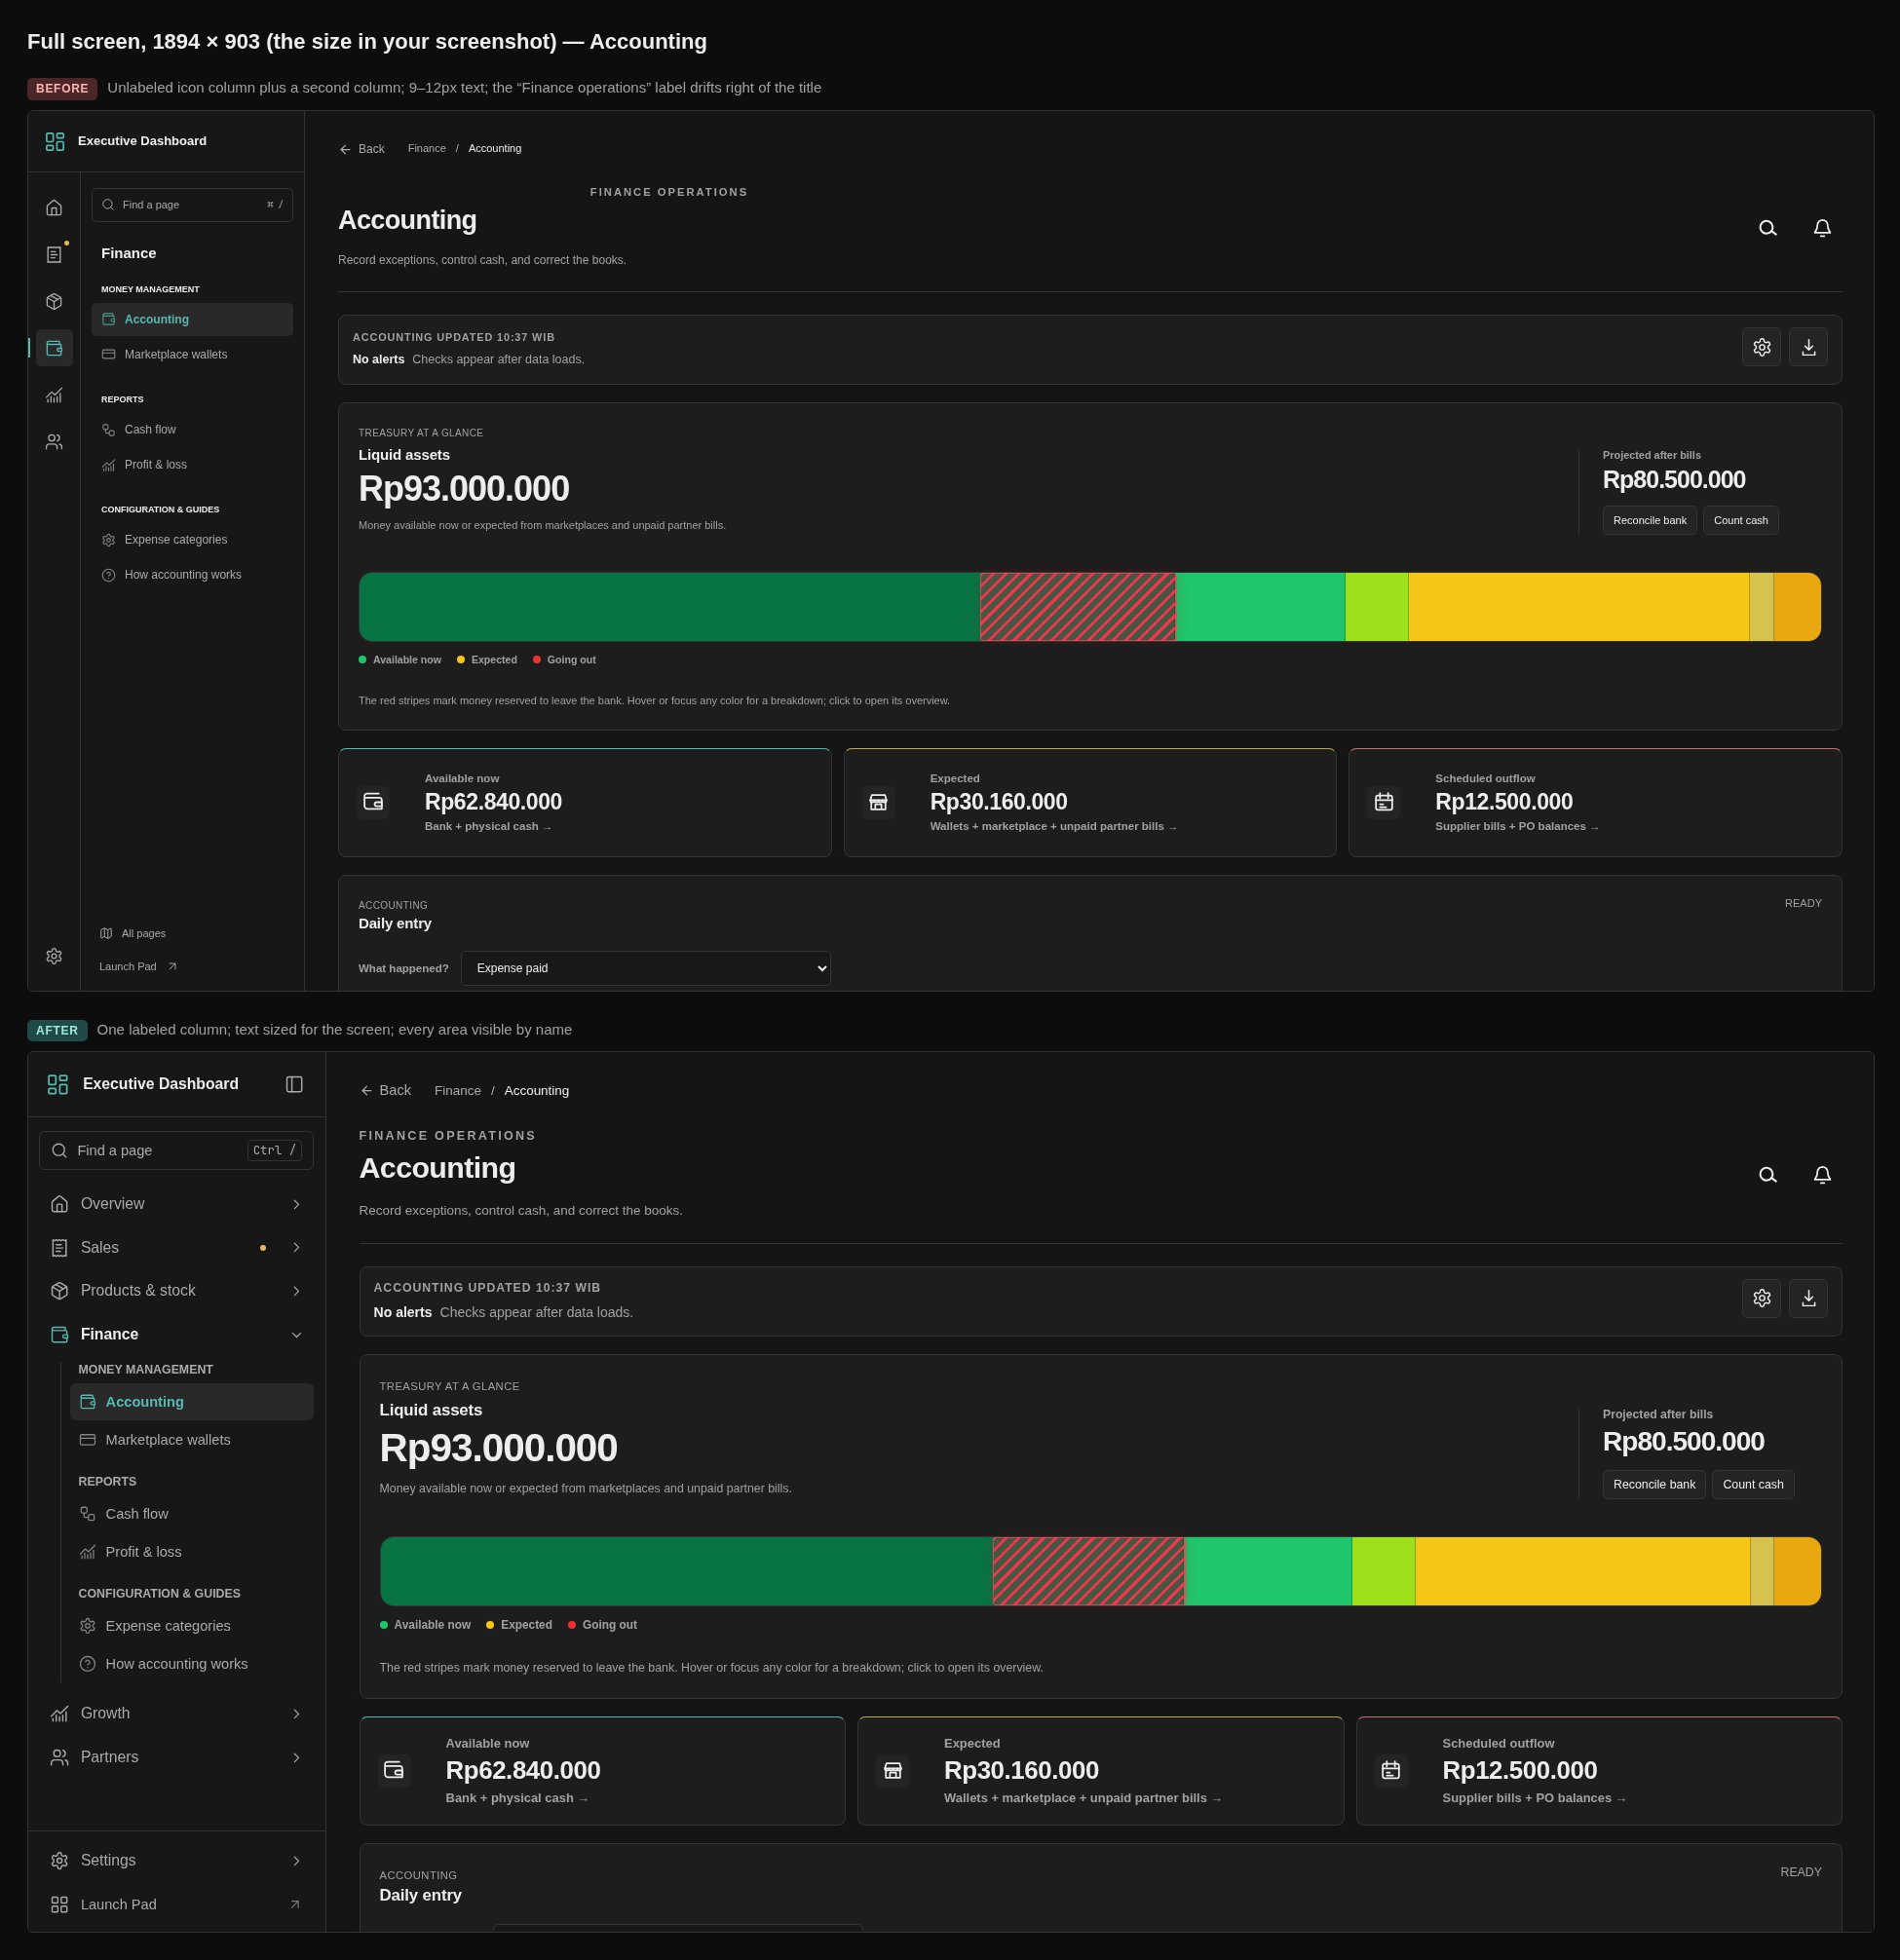 Full screen, 1894 × 903 (the size in your screenshot) — Accounting
BEFORE Unlabeled icon column plus a second column; 9–12px text; the “Finance operations” label drifts right of the title
Executive Dashboard
Find a page ⌘ /
Finance
MONEY MANAGEMENT
Accounting
Marketplace wallets
REPORTS
Cash flow
Profit & loss
CONFIGURATION & GUIDES
Expense categories
How accounting works
All pages
Launch Pad
← Back Finance / Accounting
FINANCE OPERATIONS
Accounting
Record exceptions, control cash, and correct the books.
ACCOUNTING UPDATED 10:37 WIB
No alerts Checks appear after data loads.
TREASURY AT A GLANCE
Liquid assets
Rp93.000.000
Money available now or expected from marketplaces and unpaid partner bills.
Projected after bills
Rp80.500.000
Reconcile bank Count cash
Available now Expected Going out
The red stripes mark money reserved to leave the bank. Hover or focus any color for a breakdown; click to open its overview.
Available now
Rp62.840.000
Bank + physical cash →
Expected
Rp30.160.000
Wallets + marketplace + unpaid partner bills →
Scheduled outflow
Rp12.500.000
Supplier bills + PO balances →
ACCOUNTING
Daily entry
READY
What happened? Expense paid
AFTER One labeled column; text sized for the screen; every area visible by name
Executive Dashboard
Find a page Ctrl /
Overview
Sales
Products & stock
Finance
MONEY MANAGEMENT
Accounting
Marketplace wallets
REPORTS
Cash flow
Profit & loss
CONFIGURATION & GUIDES
Expense categories
How accounting works
Growth
Partners
Settings
Launch Pad
← Back Finance / Accounting
FINANCE OPERATIONS
Accounting
Record exceptions, control cash, and correct the books.
ACCOUNTING UPDATED 10:37 WIB
No alerts Checks appear after data loads.
TREASURY AT A GLANCE
Liquid assets
Rp93.000.000
Money available now or expected from marketplaces and unpaid partner bills.
Projected after bills
Rp80.500.000
Reconcile bank Count cash
Available now Expected Going out
The red stripes mark money reserved to leave the bank. Hover or focus any color for a breakdown; click to open its overview.
Available now
Rp62.840.000
Bank + physical cash →
Expected
Rp30.160.000
Wallets + marketplace + unpaid partner bills →
Scheduled outflow
Rp12.500.000
Supplier bills + PO balances →
ACCOUNTING
Daily entry
READY